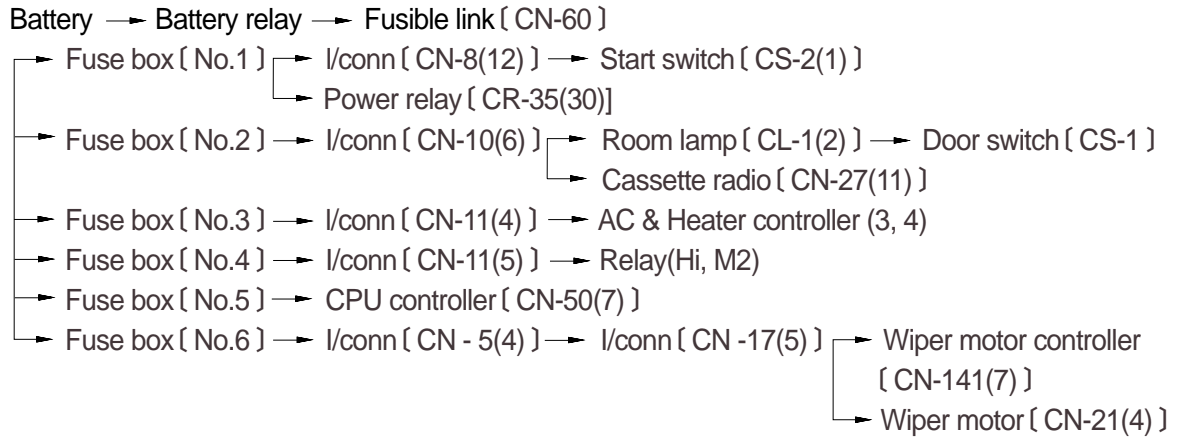 Battery → Battery relay → Fusible link〔CN-60〕
Fuse box〔No.1〕 → I/conn〔CN-8(12)〕 → Start switch〔CS-2(1)〕
→ Power relay〔CR-35(30)]
Fuse box〔No.2〕 → I/conn〔CN-10(6)〕 → Room lamp〔CL-1(2)〕 → Door switch〔CS-1〕
→ Cassette radio〔CN-27(11)〕
Fuse box〔No.3〕 → I/conn〔CN-11(4)〕 → AC & Heater controller (3, 4)
Fuse box〔No.4〕 → I/conn〔CN-11(5)〕 → Relay(Hi, M2)
Fuse box〔No.5〕 → CPU controller〔CN-50(7)〕
Fuse box〔No.6〕 → I/conn〔CN - 5(4)〕 → I/conn〔CN -17(5)〕 → Wiper motor controller
〔CN-141(7)〕
→ Wiper motor〔CN-21(4)〕